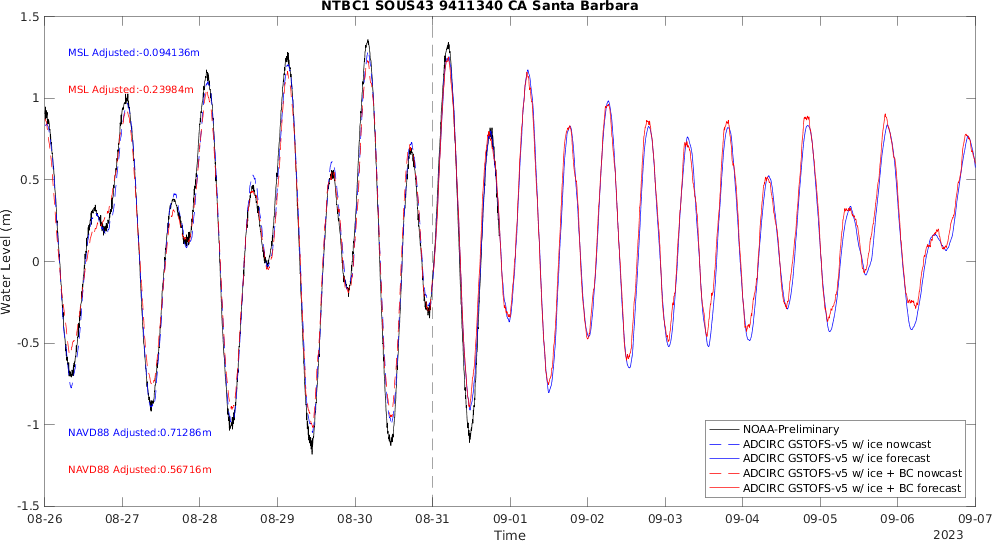 NTBC1 SOUS43 9411340 CA Santa Barbara
1.5
1
0.5
0
-0.5
-1
-1.5
Water Level (m)
MSL Adjusted:-0.094136m
MSL Adjusted:-0.23984m
NAVD88 Adjusted:0.71286m
NAVD88 Adjusted:0.56716m
NOAA-Preliminary
ADCIRC GSTOFS-v5 w/ ice nowcast
ADCIRC GSTOFS-v5 w/ ice forecast
ADCIRC GSTOFS-v5 w/ ice + BC nowcast
ADCIRC GSTOFS-v5 w/ ice + BC forecast
08-26 08-27 08-28 08-29 08-30 08-31 09-01 09-02 09-03 09-04 09-05 09-06 09-07
Time
2023